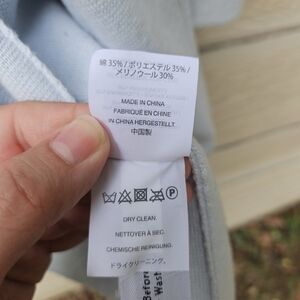 綿 35% / ポリエステル 35% /
メリノウール 30%
MADE IN CHINA
FABRIQUÉ EN CHINE
IN CHINA HERGESTELLT
中国製
P
DRY CLEAN
NETTOYER À SEC.
CHEMISCHE REINIGUNG.
ドライクリーニング。
Before
Wash